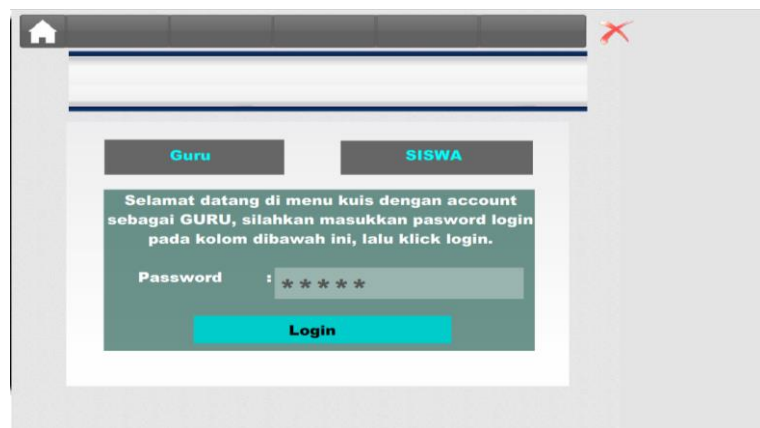 Guru
SISWA
Selamat datang di menu kuis dengan account
sebagai GURU, silahkan masukkan pasword login
pada kolom dibawah ini, lalu klick login.
Password : *****
Login